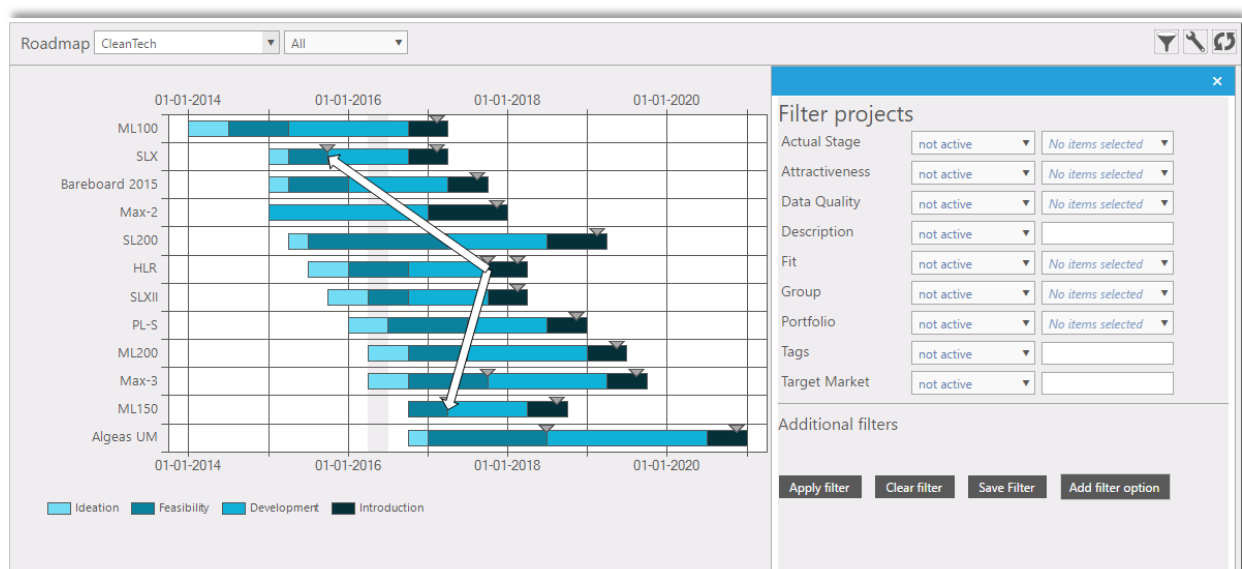 Roadmap CleanTech All
01-01-2014 01-01-2016 01-01-2018 01-01-2020
ML100
SLX
Bareboard 2015
Max-2
SL200
HLR
SLXII
PL-S
ML200
Max-3
ML150
Algeas UM
01-01-2014 01-01-2016 01-01-2018 01-01-2020
Ideation Feasibility Development Introduction
Filter projects
Actual Stage not active No items selected
Attractiveness not active No items selected
Data Quality not active No items selected
Description not active
Fit not active No items selected
Group not active No items selected
Portfolio not active No items selected
Tags not active
Target Market not active
Additional filters
Apply filter Clear filter Save Filter Add filter option